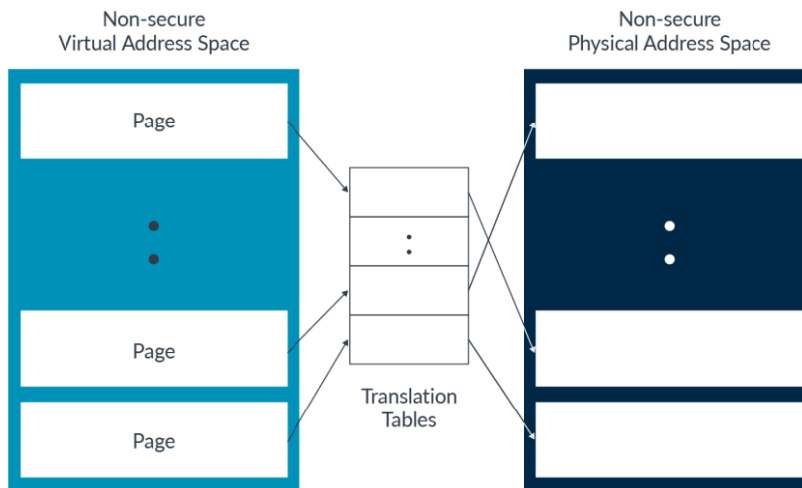 Non-secure
Virtual Address Space
Non-secure
Physical Address Space
Page
Page
Page
Translation
Tables